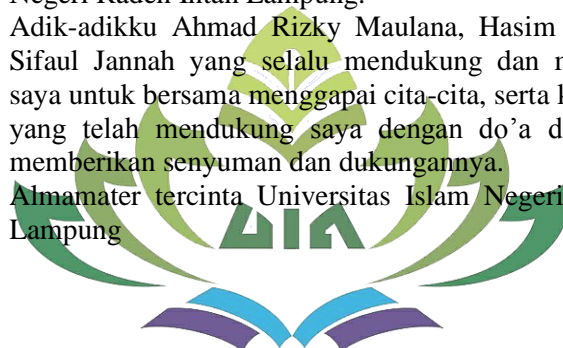 Negeri Raden Intan Lampung.
Adik-adikku Ahmad Rizky Maulana, Hasim
Sifaul Jannah yang selalu mendukung dan
saya untuk bersama menggapai cita-cita, serta
yang telah mendukung saya dengan do’a
memberikan senyuman dan dukungannya.
Almamater tercinta Universitas Islam Negeri
Lampung
UIN